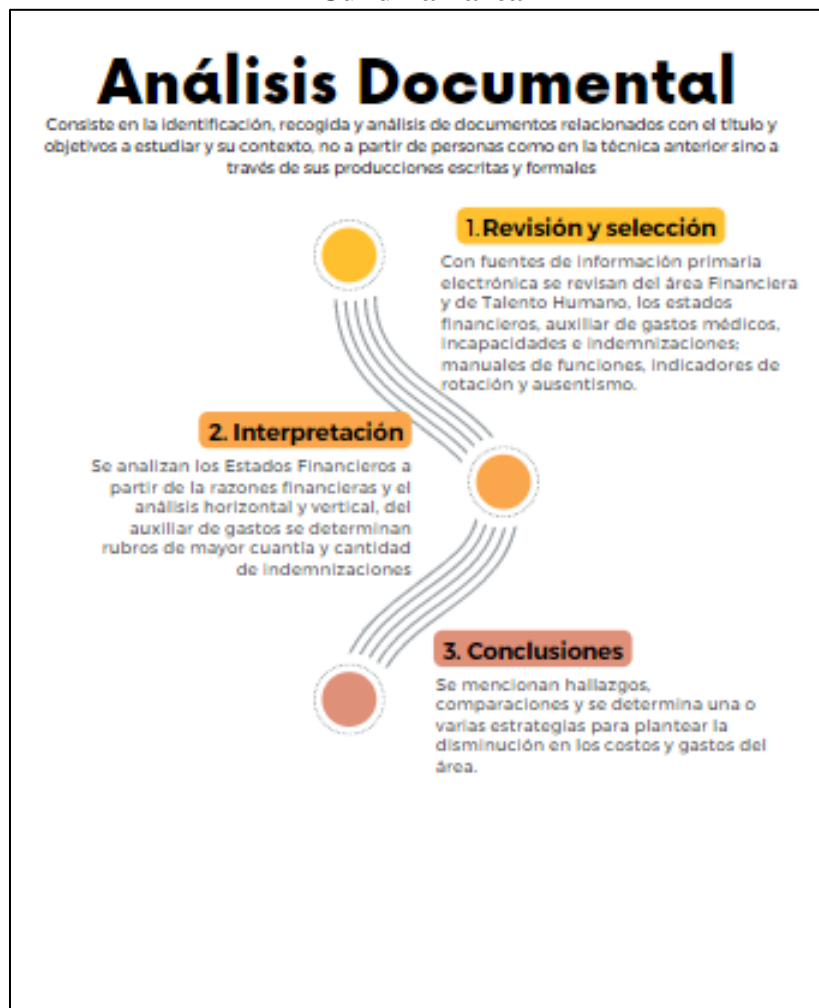 Análisis Documental
Consiste en la identificación, recogida y análisis de documentos relacionados con el título y
objetivos a estudiar y su contexto, no a partir de personas como en la técnica anterior sino a
través de sus producciones escritas y formales
1. Revisión y selección
Con fuentes de información primaria
electrónica se revisan del área Financiera
y de Talento Humano, los estados
financieros, auxiliar de gastos médicos,
incapacidades e indemnizaciones;
manuales de funciones, indicadores de
rotación y ausentismo.
2. Interpretación
Se analizan los Estados Financieros a
partir de la razones financieras y el
análisis horizontal y vertical, del
auxiliar de gastos se determinan
rubros de mayor cuantía y cantidad
de indemnizaciones
3. Conclusiones
Se mencionan hallazgos,
comparaciones y se determina una o
varias estrategias para plantear la
disminución en los costos y gastos del
área.